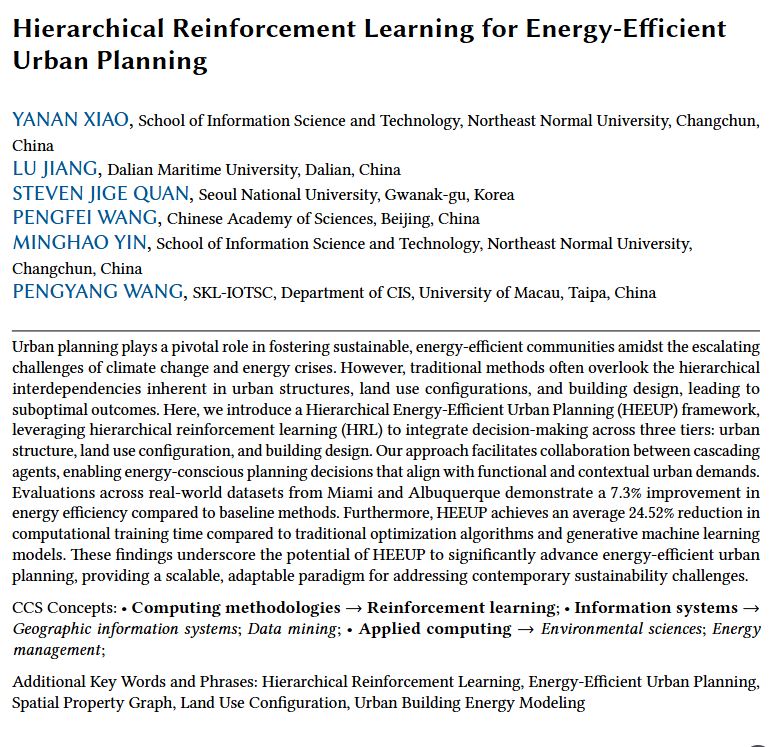 Hierarchical Reinforcement Learning for Energy-Efficient
Urban Planning
YANAN XIAO, School of Information Science and Technology, Northeast Normal University, Changchun,
China
LU JIANG, Dalian Maritime University, Dalian, China
STEVEN JIGE QUAN, Seoul National University, Gwanak-gu, Korea
PENGFEI WANG, Chinese Academy of Sciences, Beijing, China
MINGHAO YIN, School of Information Science and Technology, Northeast Normal University,
Changchun, China
PENGYANG WANG, SKL-IOTSC, Department of CIS, University of Macau, Taipa, China
Urban planning plays a pivotal role in fostering sustainable, energy-efficient communities amidst the escalating
challenges of climate change and energy crises. However, traditional methods often overlook the hierarchical
interdependencies inherent in urban structures, land use configurations, and building design, leading to
suboptimal outcomes. Here, we introduce a Hierarchical Energy-Efficient Urban Planning (HEEUP) framework,
leveraging hierarchical reinforcement learning (HRL) to integrate decision-making across three tiers: urban
structure, land use configuration, and building design. Our approach facilitates collaboration between cascading
agents, enabling energy-conscious planning decisions that align with functional and contextual urban demands.
Evaluations across real-world datasets from Miami and Albuquerque demonstrate a 7.3% improvement in
energy efficiency compared to baseline methods. Furthermore, HEEUP achieves an average 24.52% reduction in
computational training time compared to traditional optimization algorithms and generative machine learning
models. These findings underscore the potential of HEEUP to significantly advance energy-efficient urban
planning, providing a scalable, adaptable paradigm for addressing contemporary sustainability challenges.
CCS Concepts: • Computing methodologies → Reinforcement learning; • Information systems →
Geographic information systems; Data mining; • Applied computing → Environmental sciences; Energy
management;
Additional Key Words and Phrases: Hierarchical Reinforcement Learning, Energy-Efficient Urban Planning,
Spatial Property Graph, Land Use Configuration, Urban Building Energy Modeling